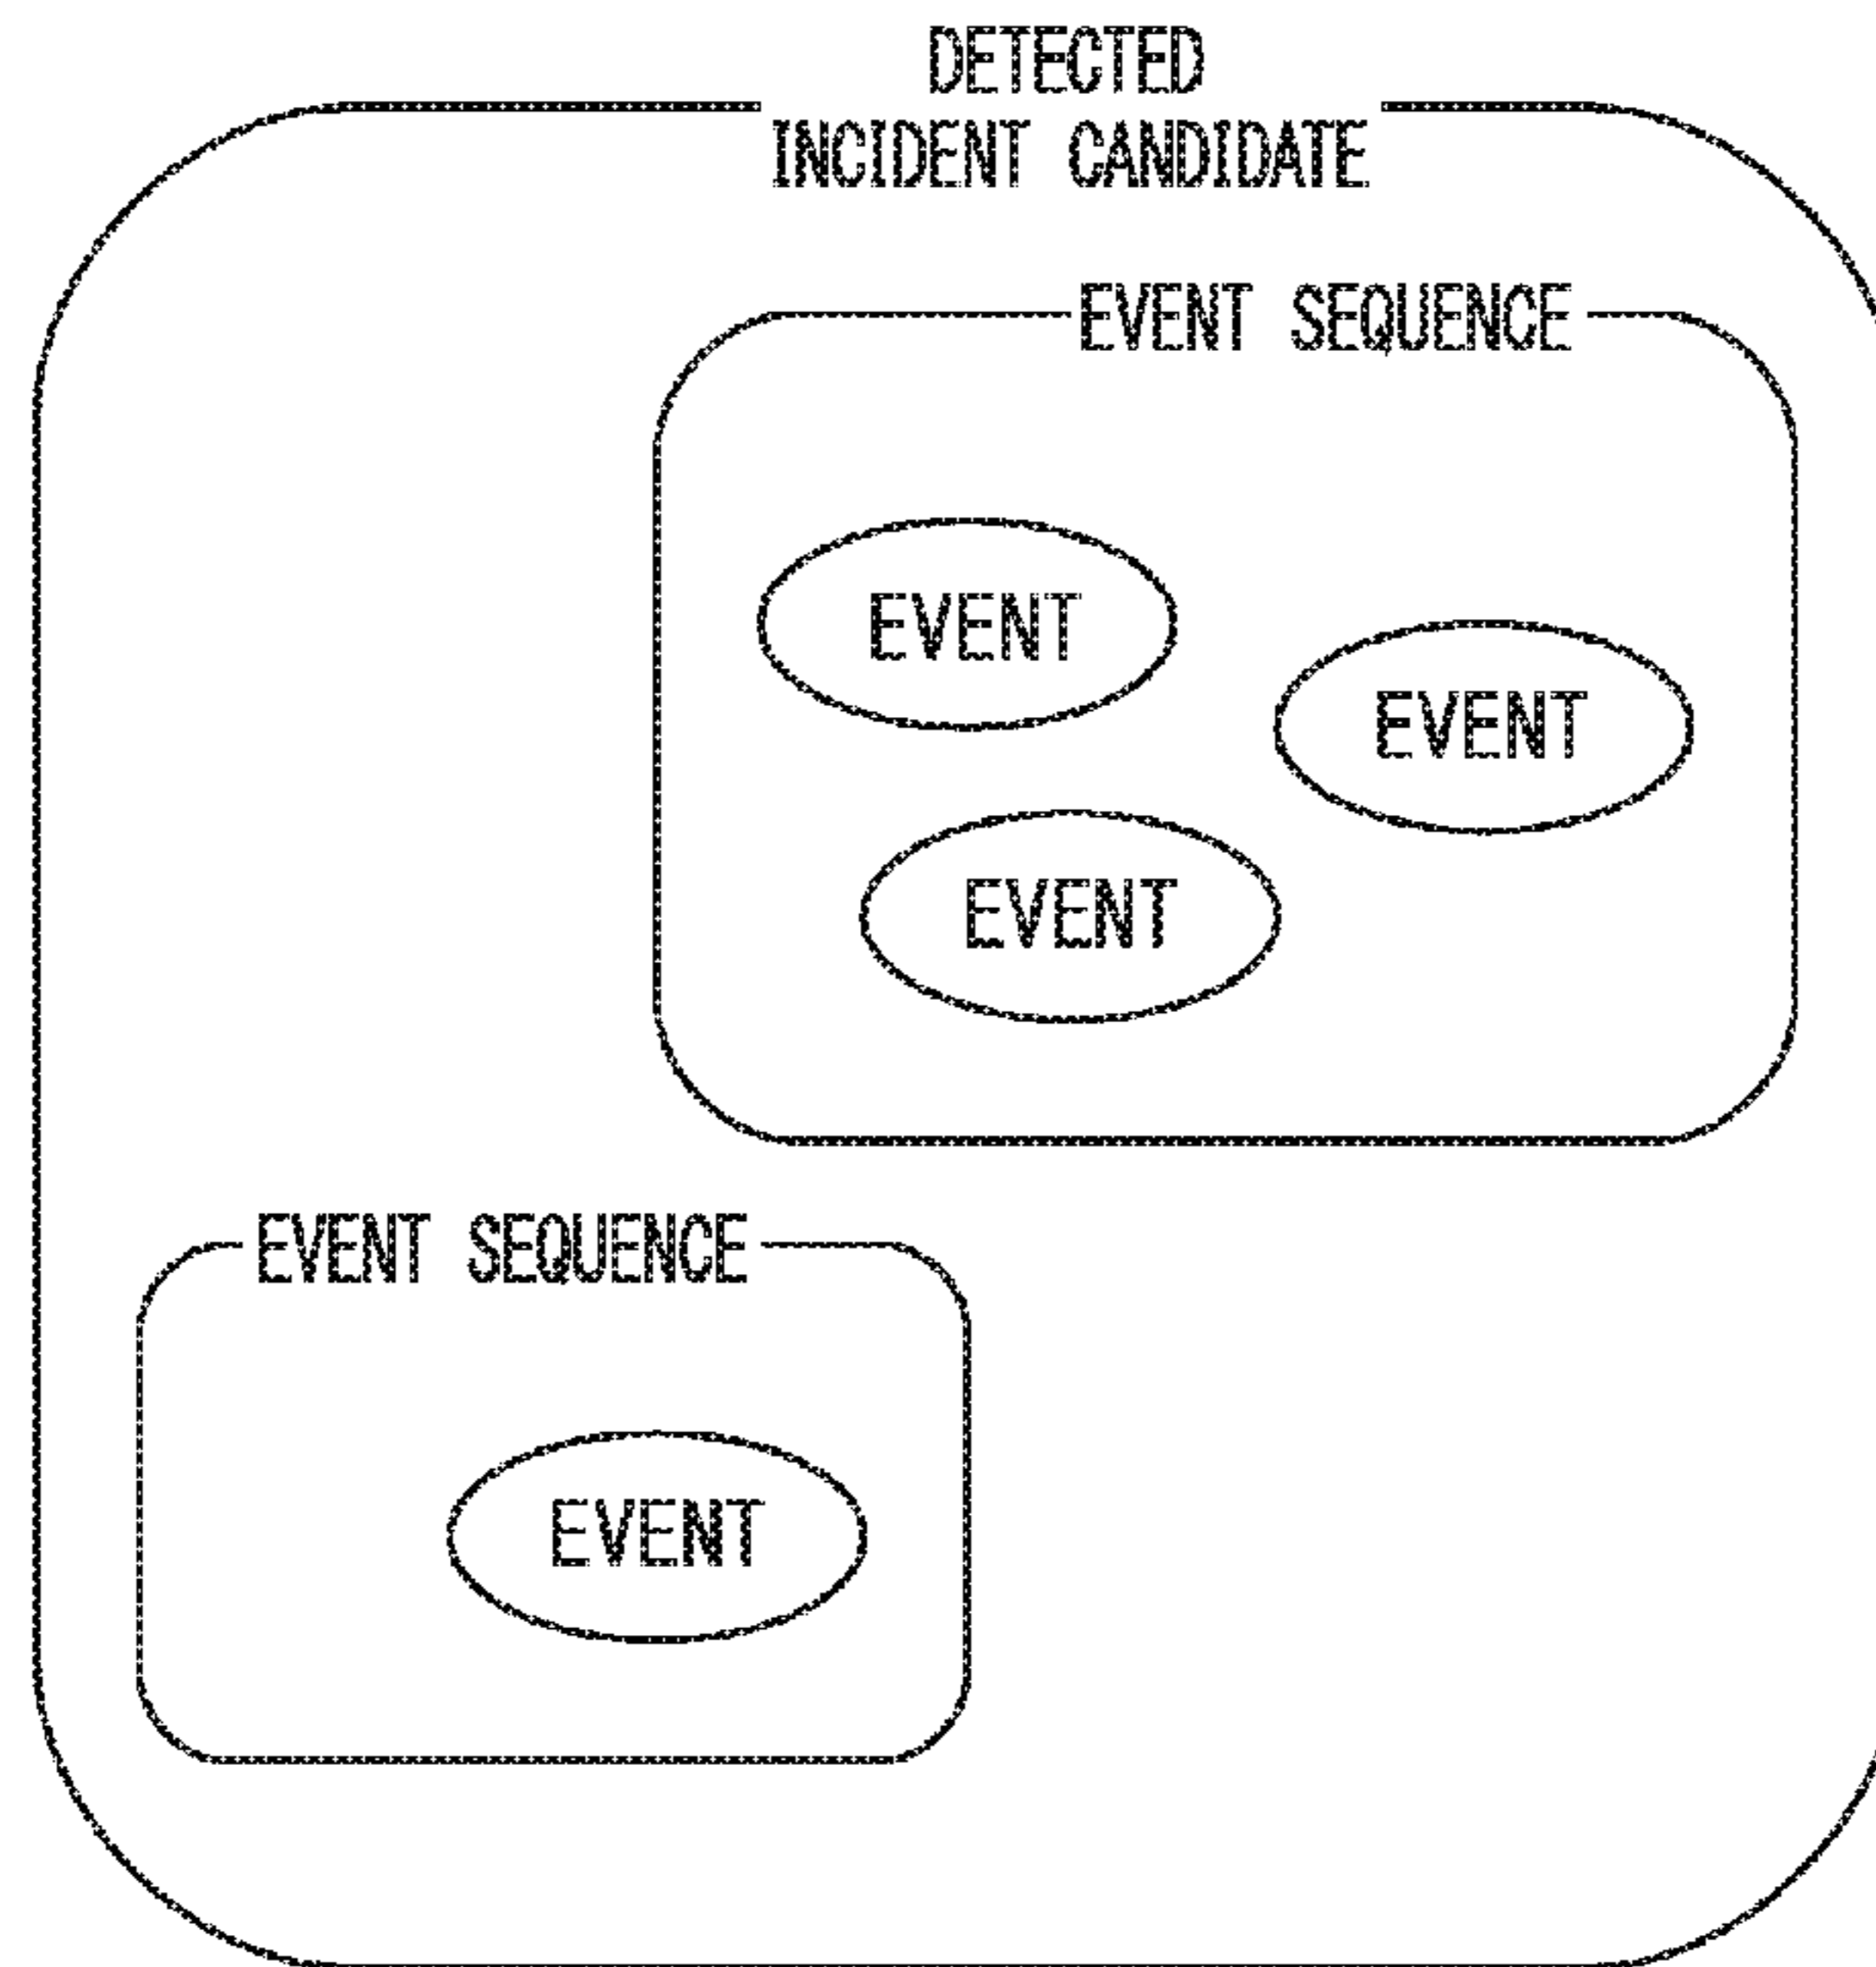 DETECTED
INCIDENT CANDIDATE
EVENT SEQUENCE
EVENT
EVENT
EVENT
EVENT SEQUENCE
EVENT